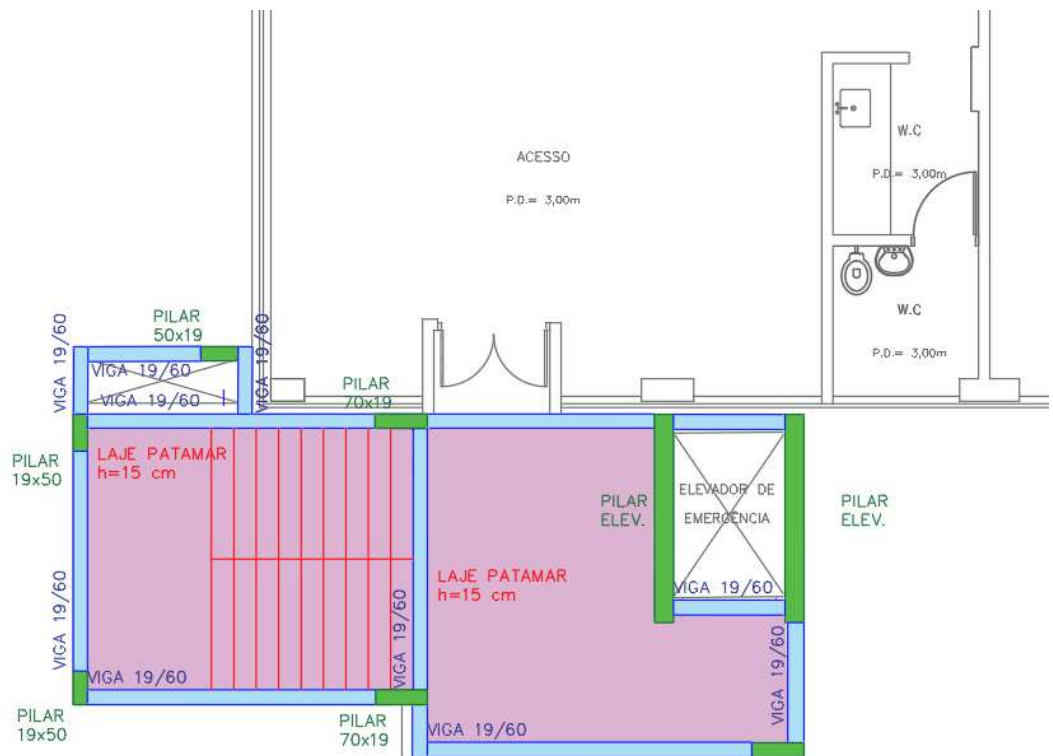 ACESSO
P.D.= 3,00m
W.C
P.D.= 3,00m
W.C
P.D.= 3,00m
PILAR
50x19
VIGA 19/60
VIGA 19/60
VIGA 19/60
VIGA 19/60
PILAR
70x19
PILAR
19x50
LAJE PATAMAR
h=15 cm
PILAR
ELEV.
ELEVADOR DE
EMERGÊNCIA
PILAR
ELEV.
LAJE PATAMAR
h=15 cm
VIGA 19/60
VIGA 19/60
VIGA 19/60
VIGA 19/60
VIGA 19/60
PILAR
19x50
PILAR
70x19
VIGA 19/60